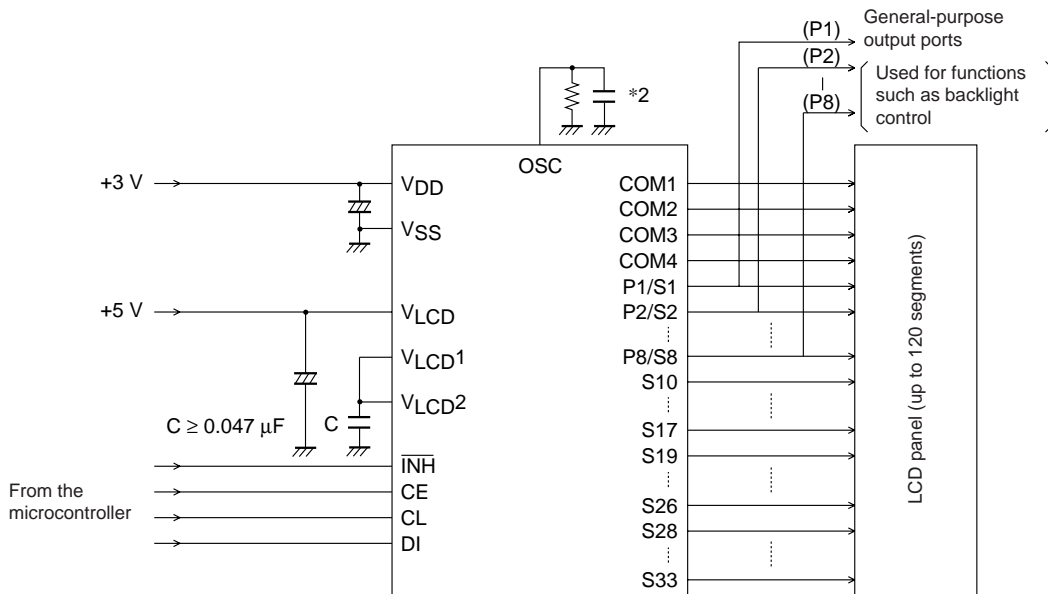 (P1)
General-purpose
output ports
(P2)
(P8)
Used for functions
such as backlight
control
*2
OSC
+3 V
VDD
VSS
+5 V
VLCD
VLCD1
VLCD2
C ≥ 0.047 μF
C
INH
CE
CL
DI
From the
microcontroller
COM1
COM2
COM3
COM4
P1/S1
P2/S2
P8/S8
S10
S17
S19
S26
S28
S33
LCD panel (up to 120 segments)